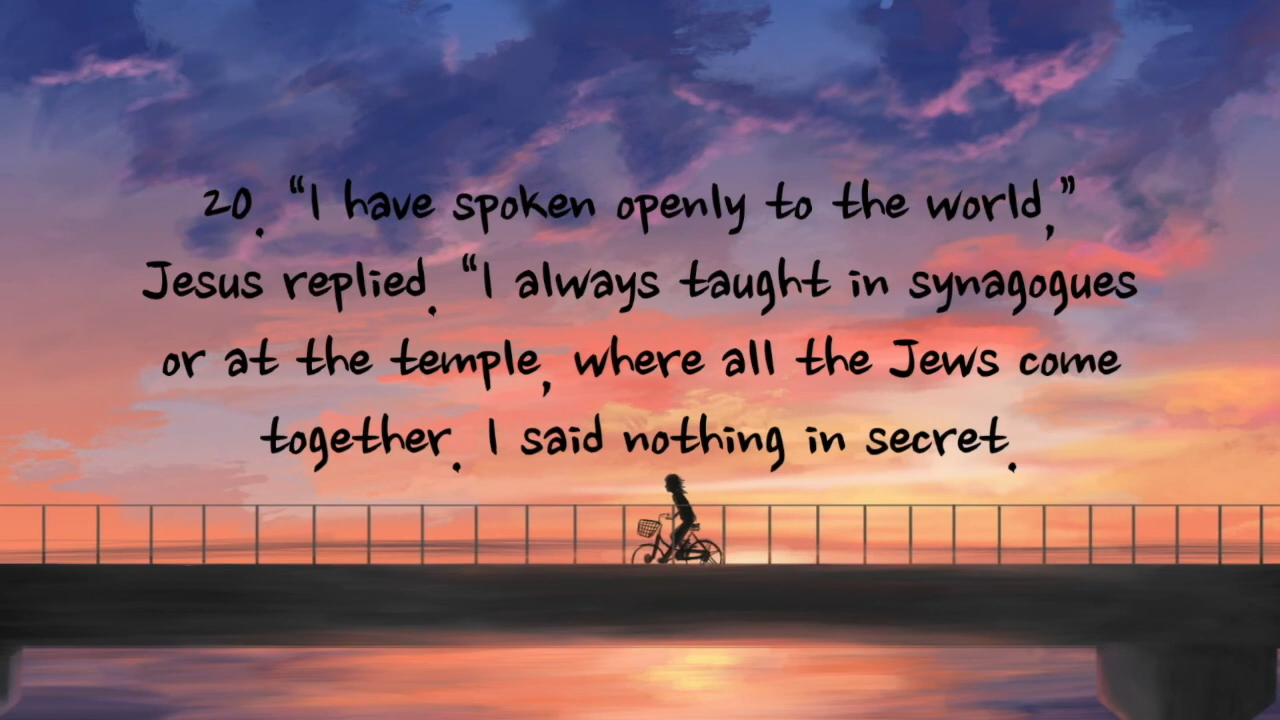 20. “I have spoken openly to the world,”
Jesus replied. “I always taught in synagogues
or at the temple, where all the Jews come
together. I said nothing in secret.